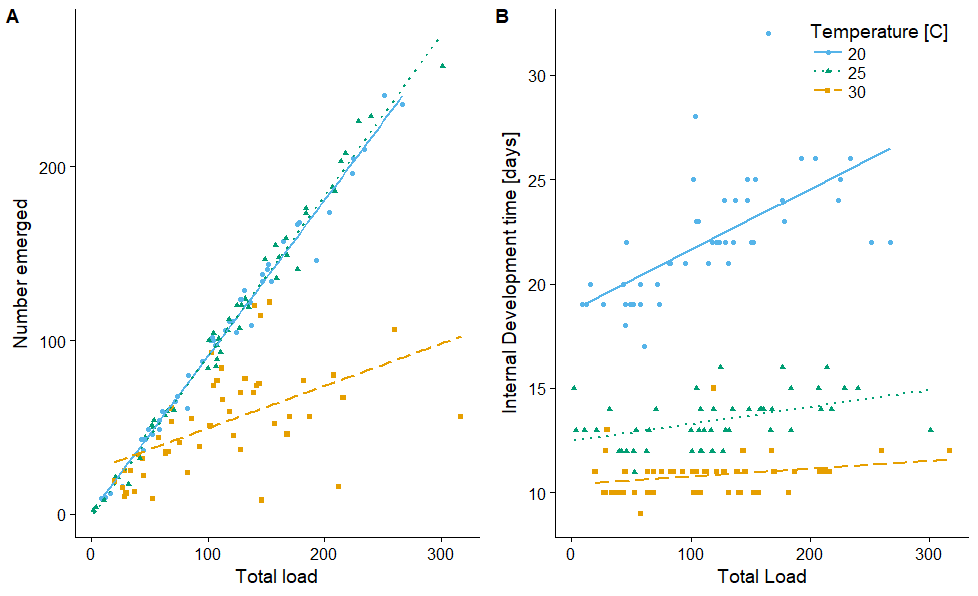 A
Number emerged
200
100
0
0 100 200 300
Total load
B
Internal Development time [days]
Temperature [C]
20
25
30
30
25
20
15
10
0 100 200 300
Total Load